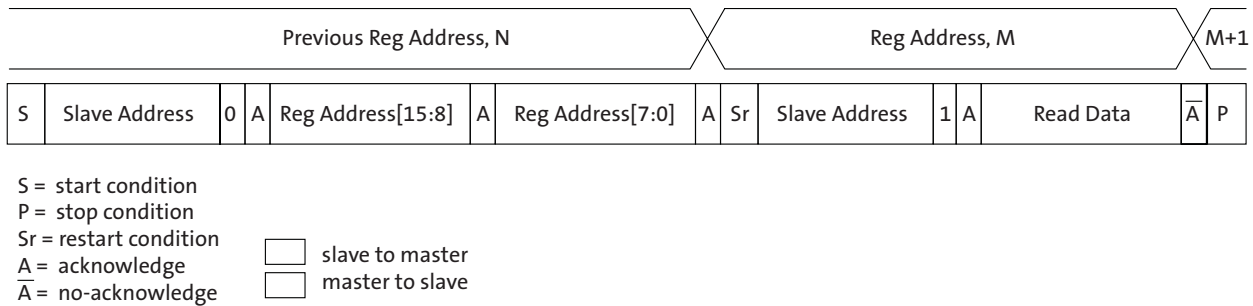 Previous Reg Address, N Reg Address, M M+1
S Slave Address 0 A Reg Address[15:8] A Reg Address[7:0] A Sr Slave Address 1 A Read Data A̅ P
S = start condition
P = stop condition
Sr = restart condition
A = acknowledge
A̅ = no-acknowledge
slave to master
master to slave